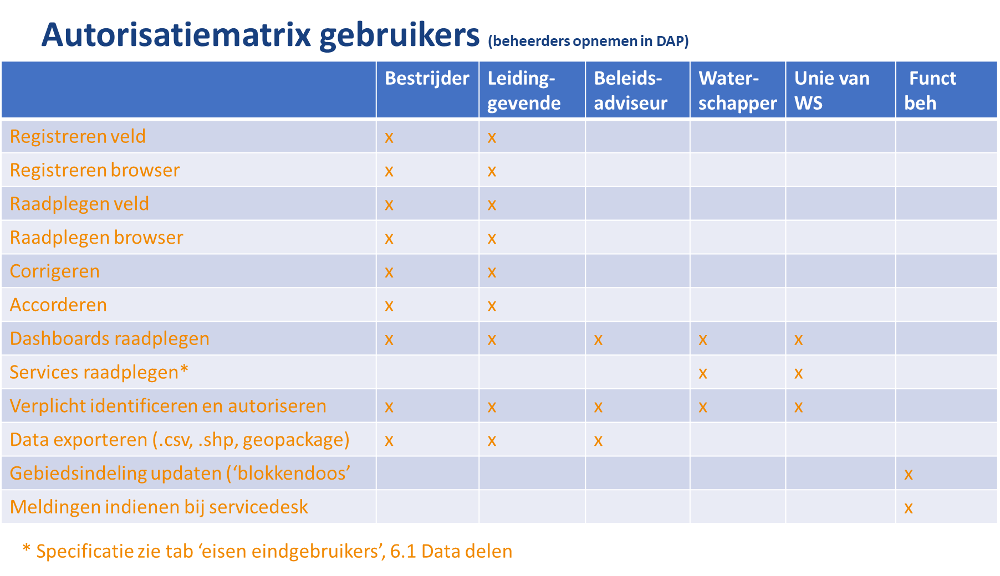 Autorisatiematrix gebruikers (beheerders opnemen in DAP)
Bestrijder Leiding- Beleids- Water- Unie van Funct
gevende adviseur schapper WS beh
Registreren veld x x
Registreren browser x x
Raadplegen veld x x
Raadplegen browser x x
Corrigeren x x
Accorderen x x
Dashboards raadplegen x x x x x
Services raadplegen* x x
Verplicht identificeren en autoriseren x x x x x
Data exporteren (.csv, .shp, geopackage) x x x
Gebiedsindeling updaten (‘blokkendoos’ x
Meldingen indienen bij servicedesk x
* Specificatie zie tab ‘eisen eindgebruikers’, 6.1 Data delen